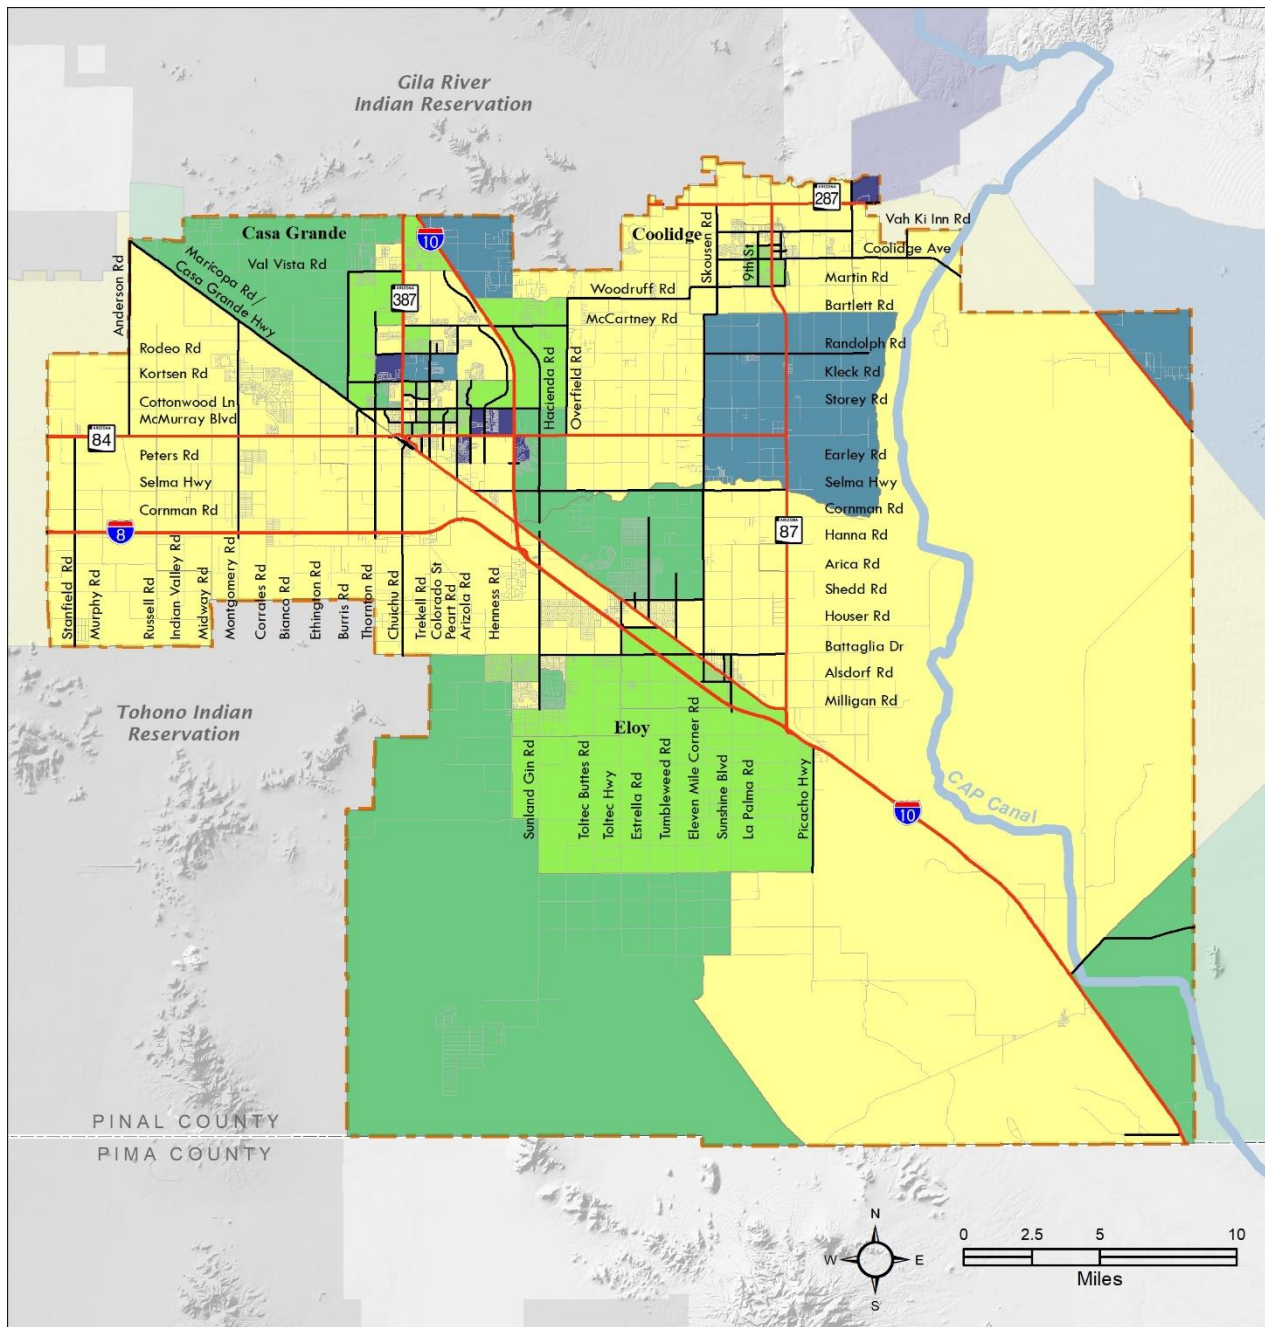 Gila River
Indian Reservation
ARIZONA
287
Vah Ki Inn Rd
Casa Grande
10
Coolidge
Skousen Rd
9th St
Coolidge Ave
Val Vista Rd
Maricopa Rd/
Casa Grande Hwy
Anderson Rd
ARIZONA
387
Woodruff Rd
Martin Rd
McCartney Rd
Bartlett Rd
Rodeo Rd
Randolph Rd
Kortsen Rd
Kleck Rd
Hacienda Rd
Overfield Rd
Cottonwood Ln
Storey Rd
McMurray Blvd
ARIZONA
84
Peters Rd
Earley Rd
Selma Hwy
Selma Hwy
Cornman Rd
Cornman Rd
8
ARIZONA
87
Hanna Rd
Arica Rd
Shedd Rd
Houser Rd
Battaglia Dr
Alsdorf Rd
Milligan Rd
Stanfield Rd
Murphy Rd
Russell Rd
Indian Valley Rd
Midway Rd
Montgomery Rd
Corrales Rd
Bianco Rd
Ethington Rd
Burris Rd
Thornton Rd
Chuichu Rd
Trekell Rd
Colorado St
Peart Rd
Arizola Rd
Henness Rd
Tohono Indian
Reservation
Eloy
Sunland Gin Rd
Toltec Buttes Rd
Toltec Hwy
Estrella Rd
Tumbleweed Rd
Eleven Mile Corner Rd
Sunshine Blvd
La Palma Rd
Picacho Hwy
10
CAP Canal
PINAL COUNTY
PIMA COUNTY
N
W
E
S
0 2.5 5 10
Miles